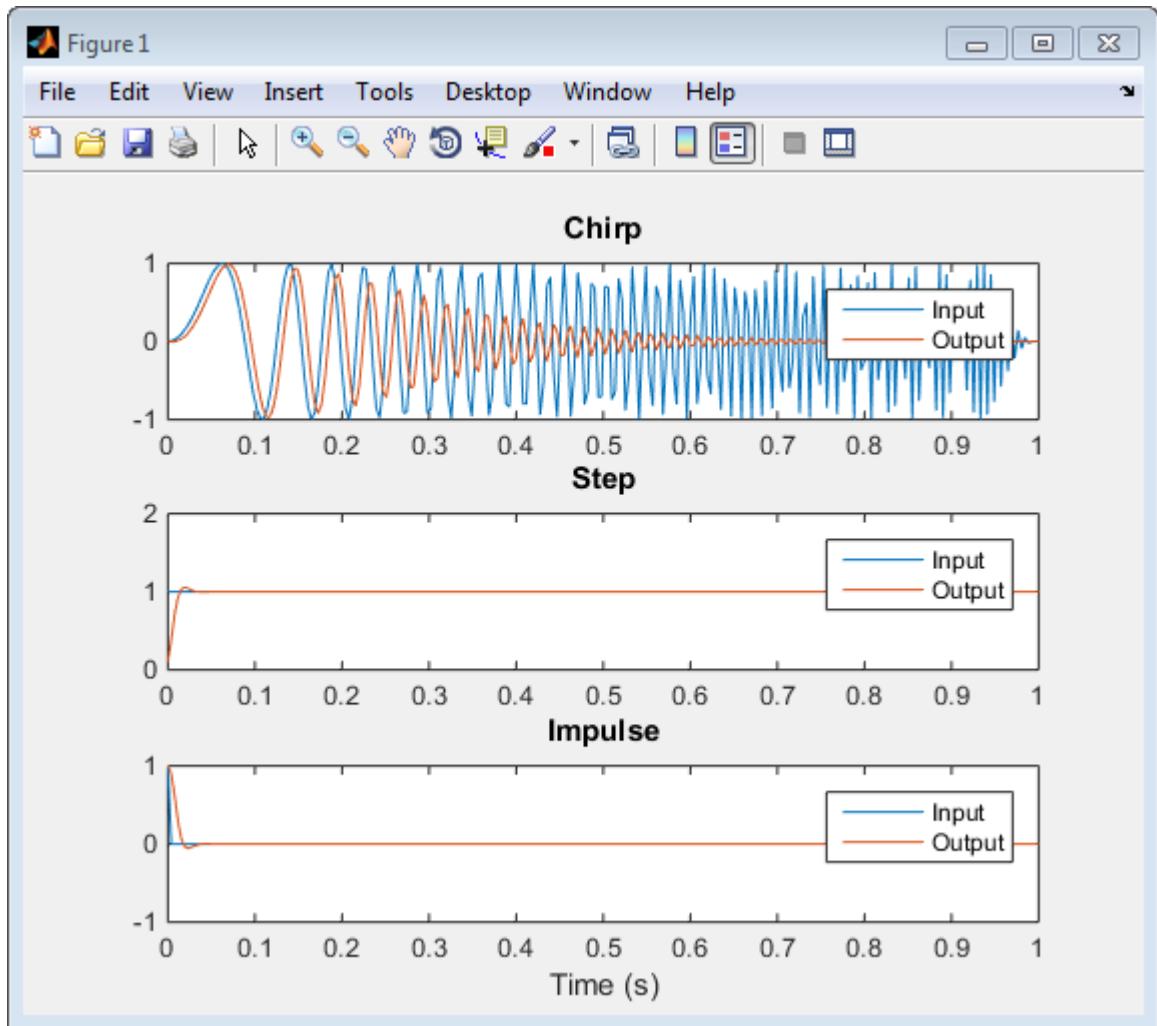 Figure 1
File Edit View Insert Tools Desktop Window Help
Chirp
1
0
-1
Input
Output
0 0.1 0.2 0.3 0.4 0.5 0.6 0.7 0.8 0.9 1
Step
2
1
0
Input
Output
0 0.1 0.2 0.3 0.4 0.5 0.6 0.7 0.8 0.9 1
Impulse
1
0
-1
Input
Output
0 0.1 0.2 0.3 0.4 0.5 0.6 0.7 0.8 0.9 1
Time (s)